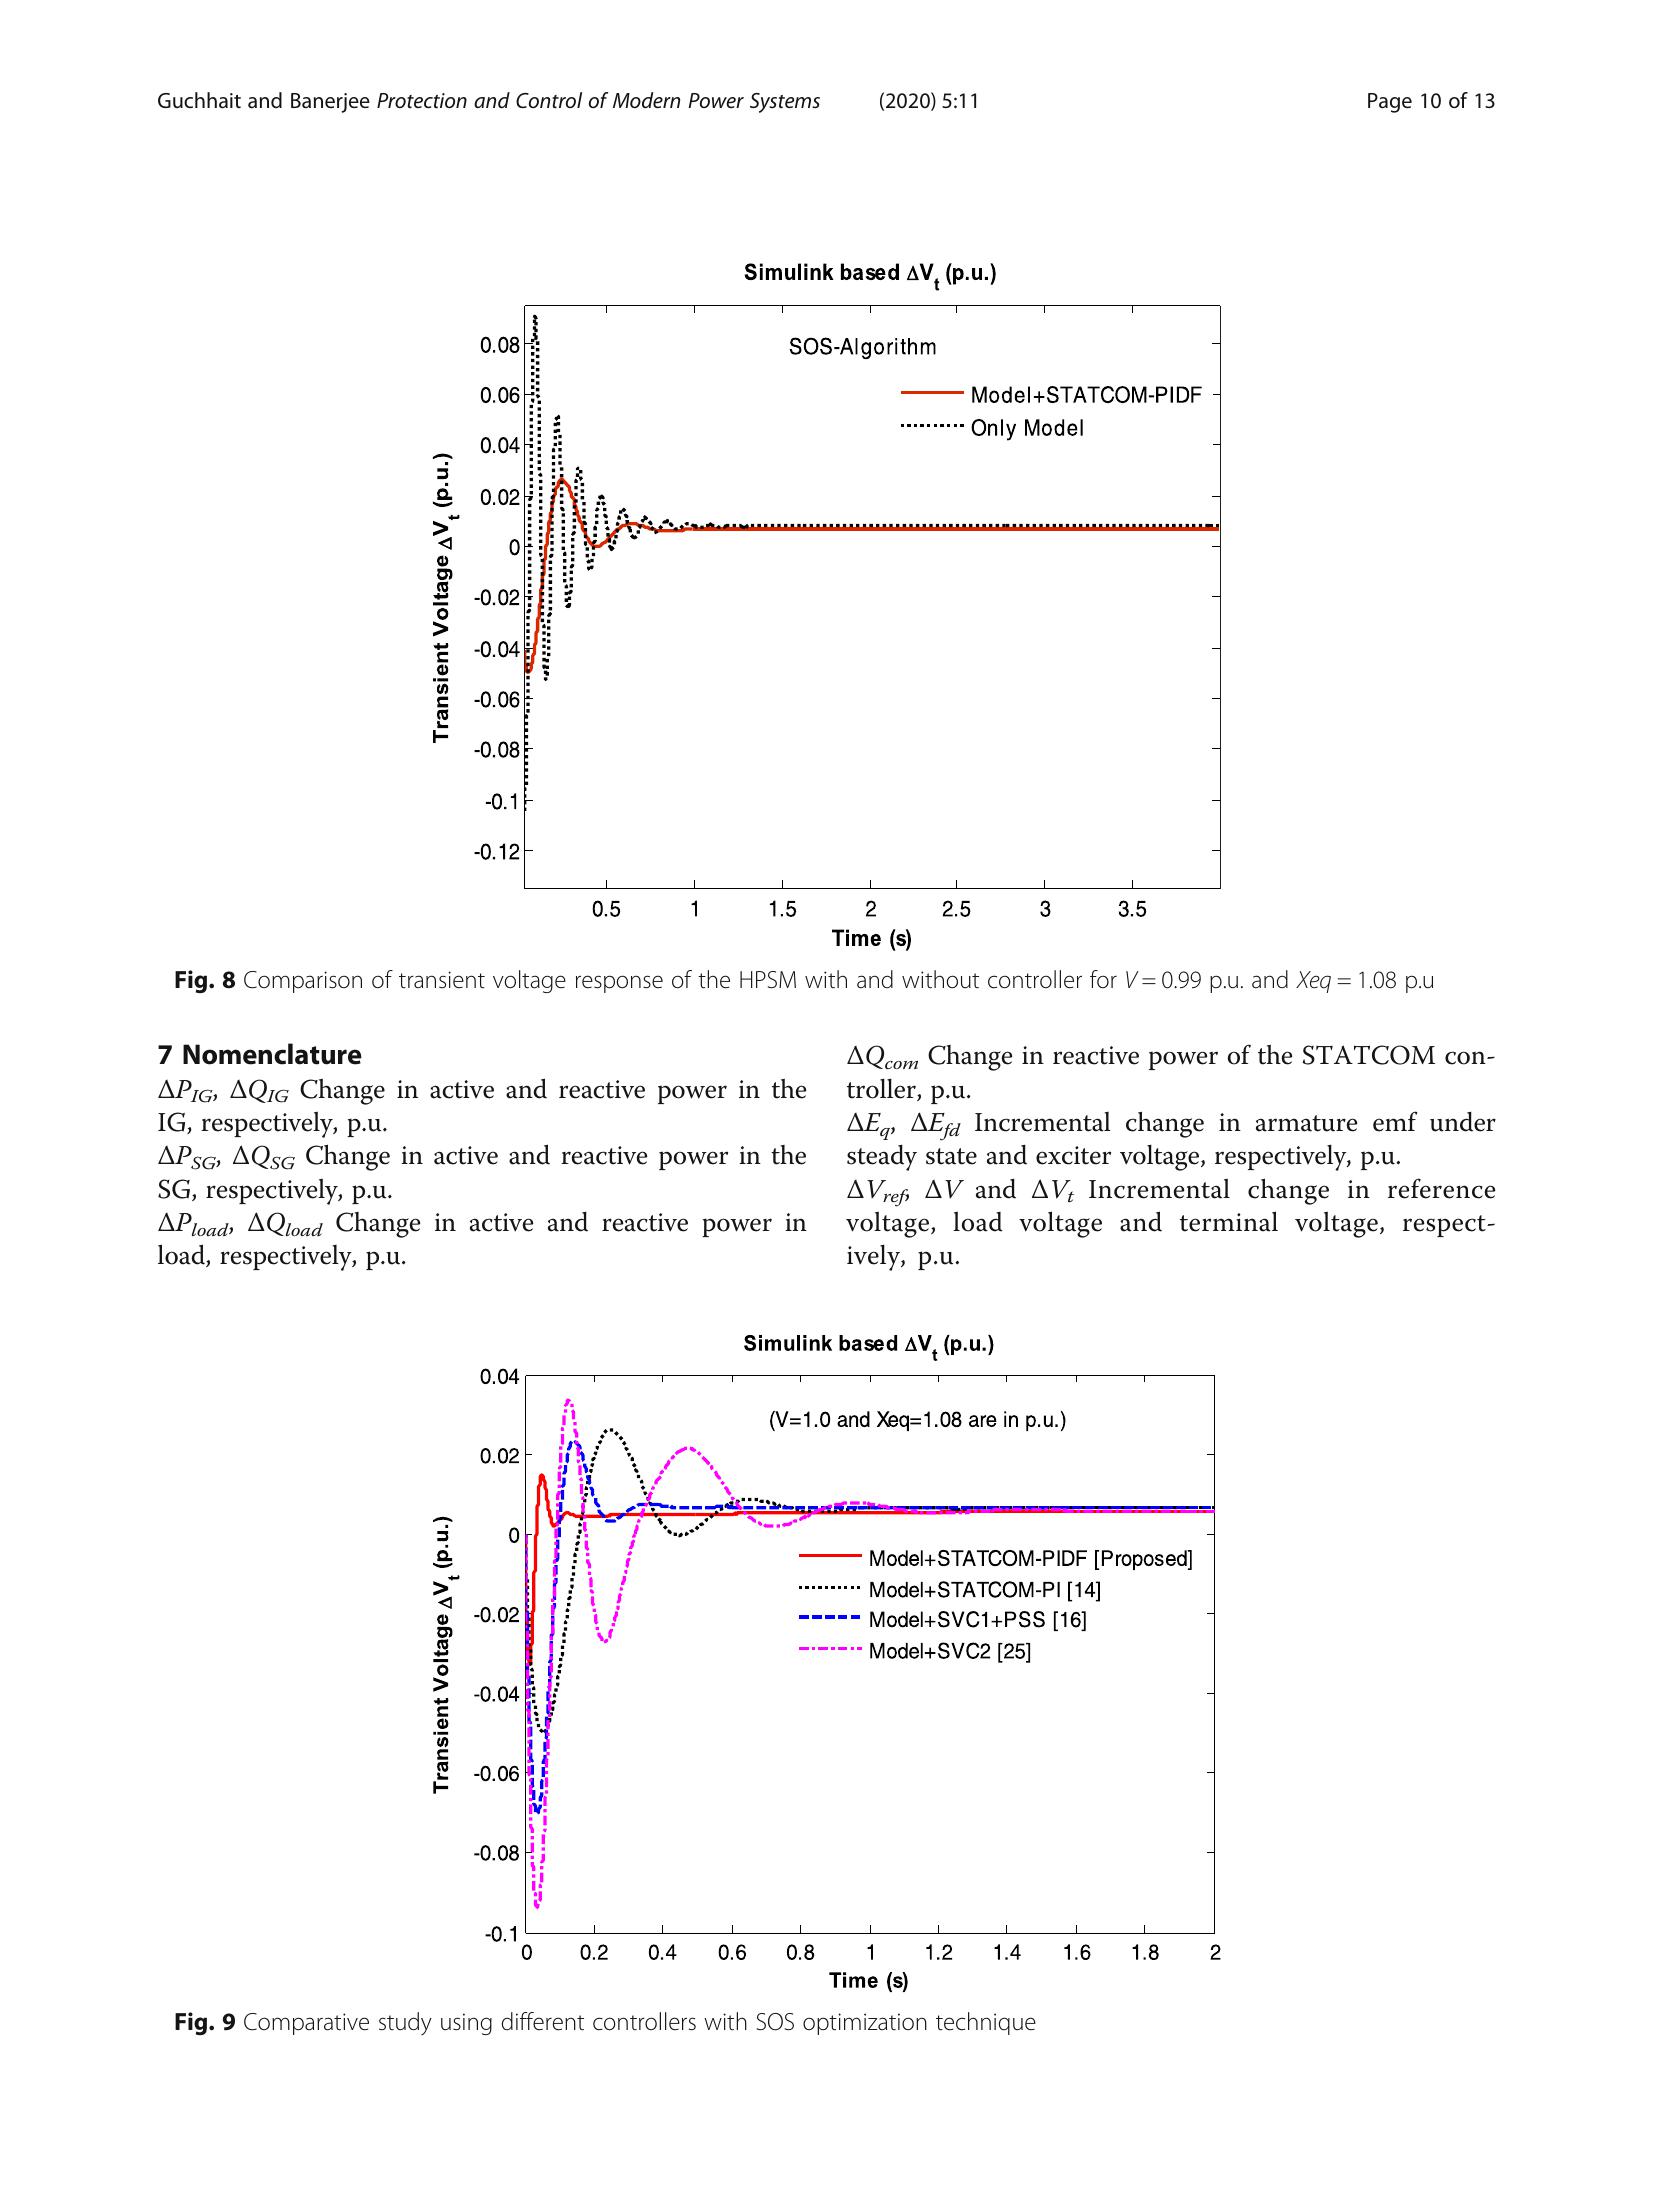 Guchhait and Banerjee Protection and Control of Modern Power Systems (2020) 5:11 Page 10 of 13
Simulink based ΔVt (p.u.)
SOS-Algorithm
Model+STATCOM-PIDF
Only Model
Transient Voltage ΔVt (p.u.)
0.08
0.06
0.04
0.02
0
-0.02
-0.04
-0.06
-0.08
-0.1
-0.12
0.5 1 1.5 2 2.5 3 3.5
Time (s)
Fig. 8 Comparison of transient voltage response of the HPSM with and without controller for V = 0.99 p.u. and Xeq = 1.08 p.u
7 Nomenclature
ΔPIG, ΔQIG Change in active and reactive power in the
IG, respectively, p.u.
ΔPSG, ΔQSG Change in active and reactive power in the
SG, respectively, p.u.
ΔPload, ΔQload Change in active and reactive power in
load, respectively, p.u.
ΔQcom Change in reactive power of the STATCOM con-
troller, p.u.
ΔEq, ΔEfd Incremental change in armature emf under
steady state and exciter voltage, respectively, p.u.
ΔVref, ΔV and ΔVt Incremental change in reference
voltage, load voltage and terminal voltage, respect-
ively, p.u.
Simulink based ΔVt (p.u.)
(V=1.0 and Xeq=1.08 are in p.u.)
Model+STATCOM-PIDF [Proposed]
Model+STATCOM-PI [14]
Model+SVC1+PSS [16]
Model+SVC2 [25]
Transient Voltage ΔVt (p.u.)
0.04
0.02
0
-0.02
-0.04
-0.06
-0.08
-0.1
0 0.2 0.4 0.6 0.8 1 1.2 1.4 1.6 1.8 2
Time (s)
Fig. 9 Comparative study using different controllers with SOS optimization technique